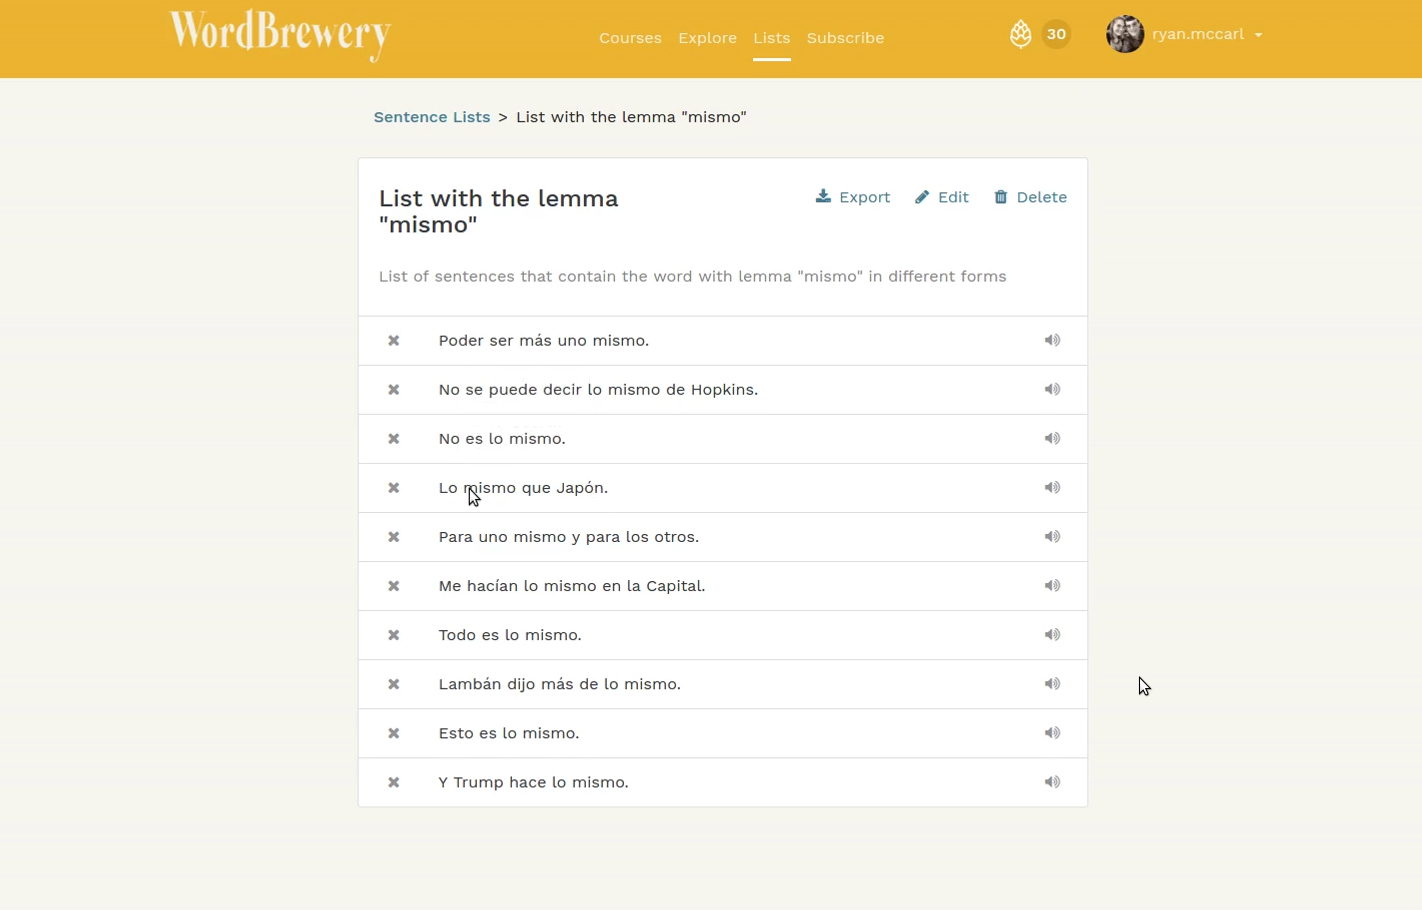 WordBrewery
Courses Explore Lists Subscribe
30
ryan.mccarl
Sentence Lists > List with the lemma "mismo"
List with the lemma
"mismo"
Export Edit Delete
List of sentences that contain the word with lemma "mismo" in different forms
Poder ser más uno mismo.
No se puede decir lo mismo de Hopkins.
No es lo mismo.
Lo mismo que Japón.
Para uno mismo y para los otros.
Me hacían lo mismo en la Capital.
Todo es lo mismo.
Lambán dijo más de lo mismo.
Esto es lo mismo.
Y Trump hace lo mismo.